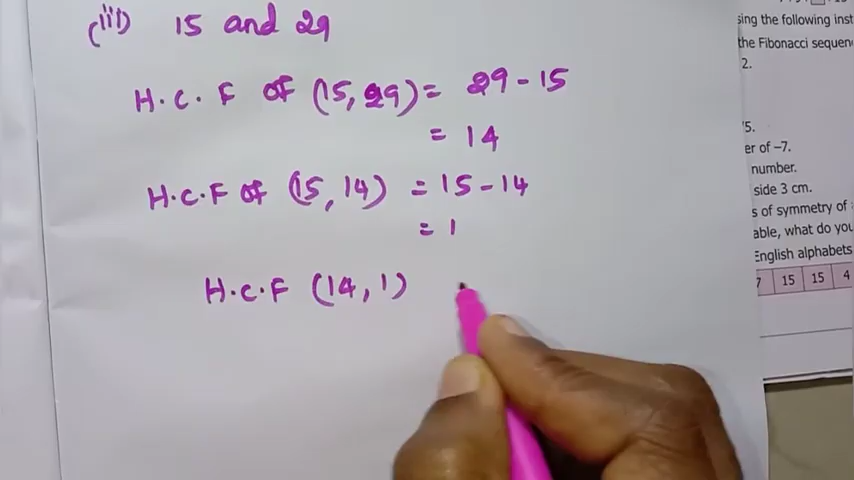 (iii) 15 and 29
H.C.F of (15, 29) = 29 - 15
= 14
H.C.F of (15, 14) = 15 - 14
= 1
H.C.F (14, 1)
sing the following inst
the Fibonacci sequen
2.
5.
er of –7.
number.
side 3 cm.
s of symmetry of
able, what do you
English alphabets
7 15 15 4